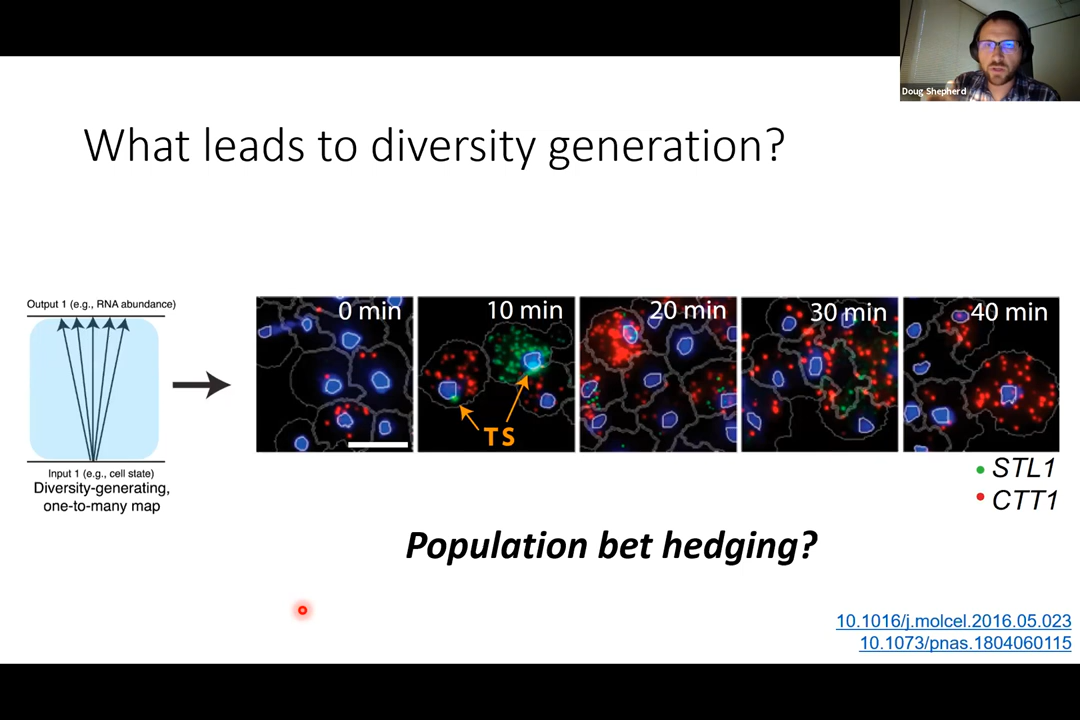 Doug Shepherd
What leads to diversity generation?
Output 1 (e.g., RNA abundance)
0 min
10 min
20 min
30 min
40 min
TS
Input 1 (e.g., cell state)
Diversity-generating,
one-to-many map
STL1
CTT1
Population bet hedging?
10.1016/j.molcel.2016.05.023
10.1073/pnas.1804060115